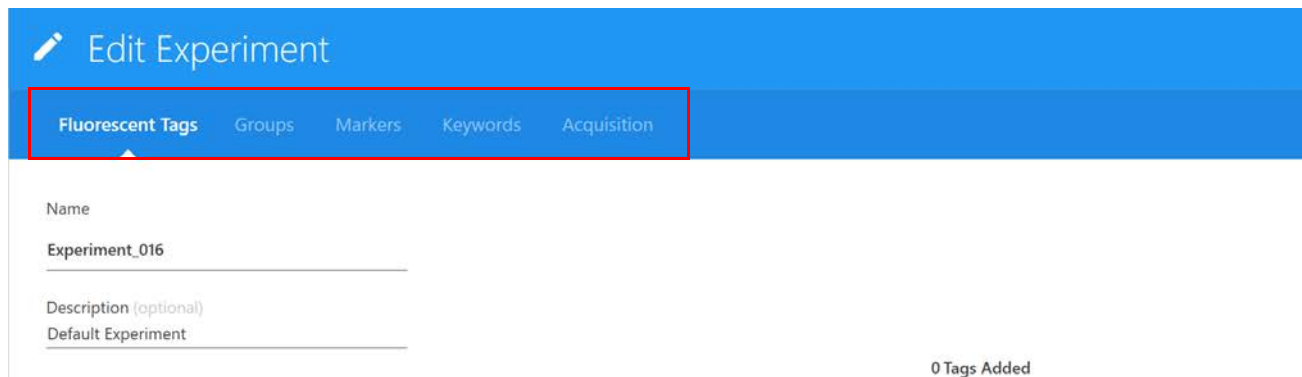 Edit Experiment
Fluorescent Tags Groups Markers Keywords Acquisition
Name
Experiment_016
Description (optional)
Default Experiment
0 Tags Added